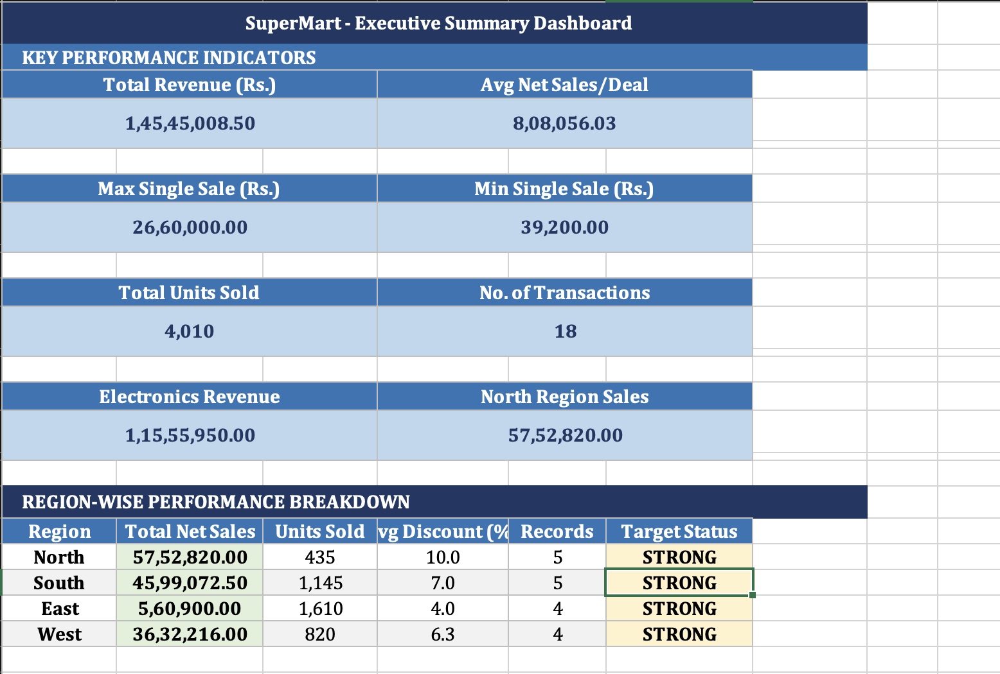 SuperMart - Executive Summary Dashboard
KEY PERFORMANCE INDICATORS
Total Revenue (Rs.) Avg Net Sales/Deal
1,45,45,008.50 8,08,056.03
Max Single Sale (Rs.) Min Single Sale (Rs.)
26,60,000.00 39,200.00
Total Units Sold No. of Transactions
4,010 18
Electronics Revenue North Region Sales
1,15,55,950.00 57,52,820.00
REGION-WISE PERFORMANCE BREAKDOWN
Region Total Net Sales Units Sold vg Discount (% Records Target Status
North 57,52,820.00 435 10.0 5 STRONG
South 45,99,072.50 1,145 7.0 5 STRONG
East 5,60,900.00 1,610 4.0 4 STRONG
West 36,32,216.00 820 6.3 4 STRONG